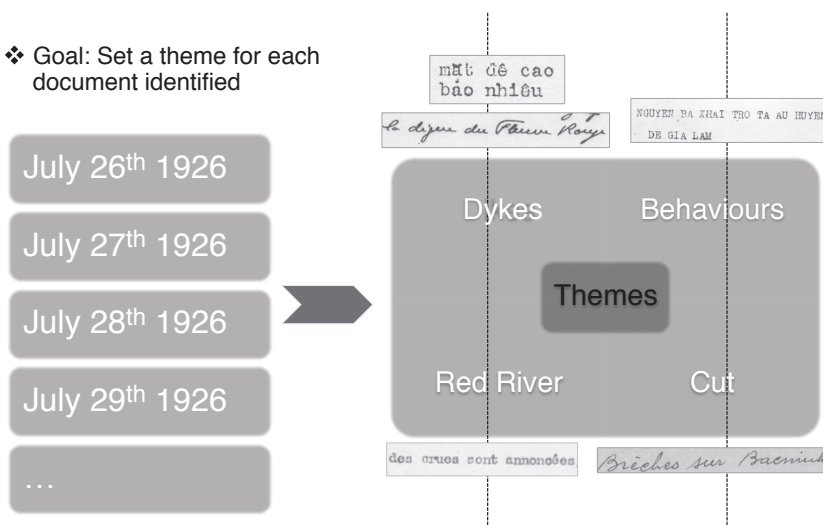 ❖ Goal: Set a theme for each
document identified
July 26th 1926
July 27th 1926
July 28th 1926
July 29th 1926
…
mặt đê cao
bảo nhiêu
la digue du Fleuve Rouge
NGUYEN BA KHAI TRO TA AU HUYEN
DE GIA LAM
Dykes
Behaviours
Themes
Red River
Cut
des crues sont annoncées
Brèches sur Bacninh